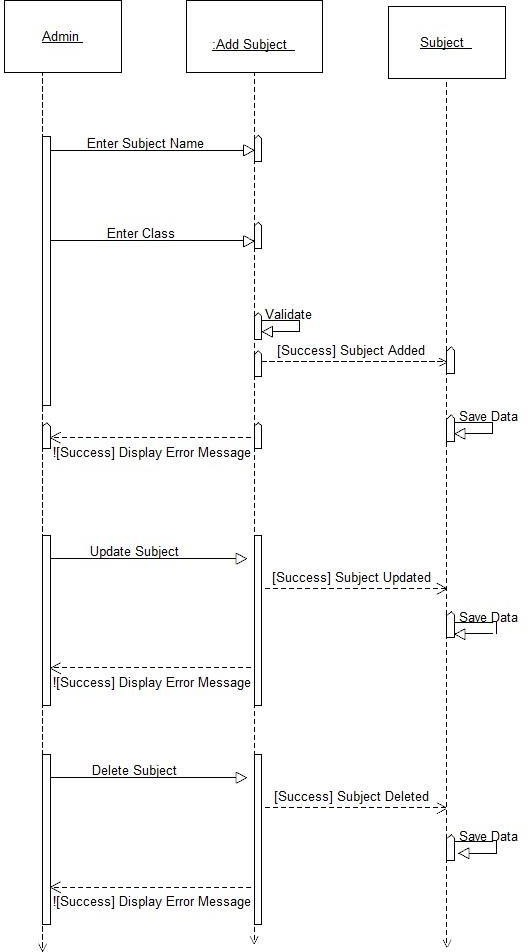 Admin
:Add Subject
Subject
Enter Subject Name
Enter Class
Validate
[Success] Subject Added
Save Data
![Success] Display Error Message
Update Subject
[Success] Subject Updated
Save Data
![Success] Display Error Message
Delete Subject
[Success] Subject Deleted
Save Data
![Success] Display Error Message